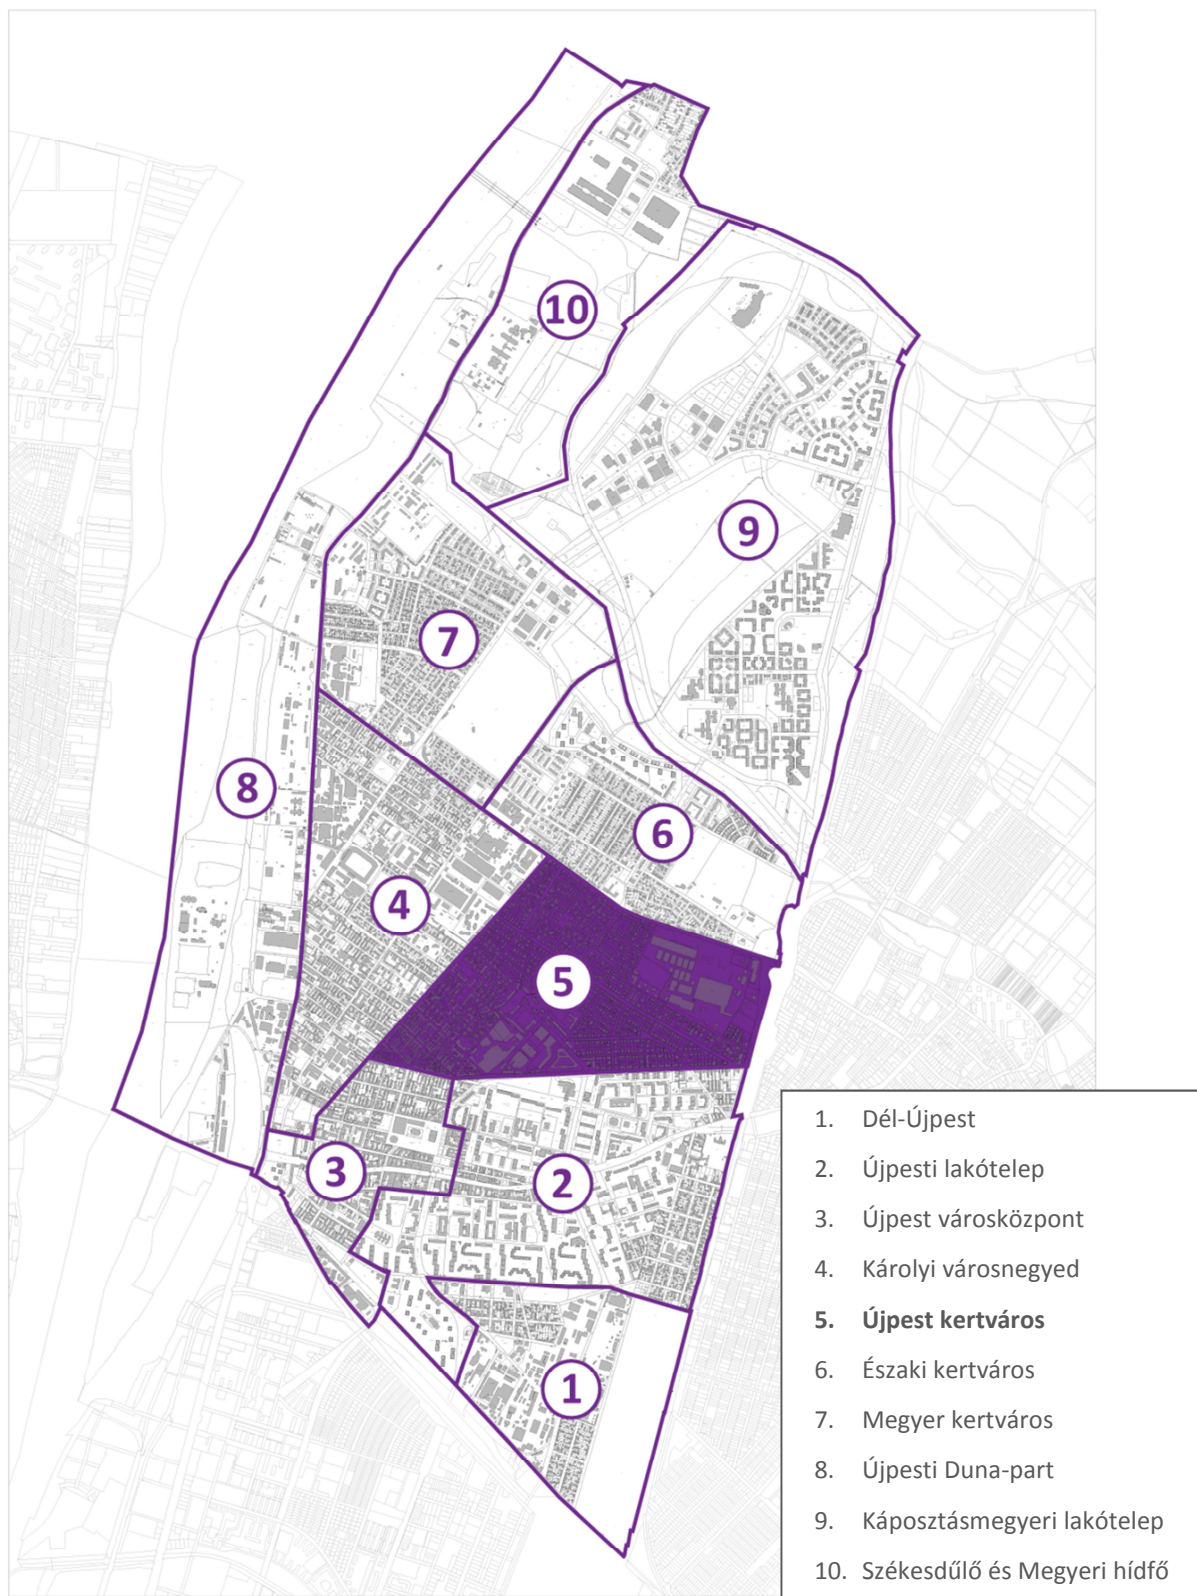 10
9
7
8
6
4
5
3
2
1
1. Dél-Újpest
2. Újpesti lakótelep
3. Újpest városközpont
4. Károlyi városnegyed
5. Újpest kertváros
6. Északi kertváros
7. Megyer kertváros
8. Újpesti Duna-part
9. Káposztásmegyeri lakótelep
10. Székesdűlő és Megyeri hídfő